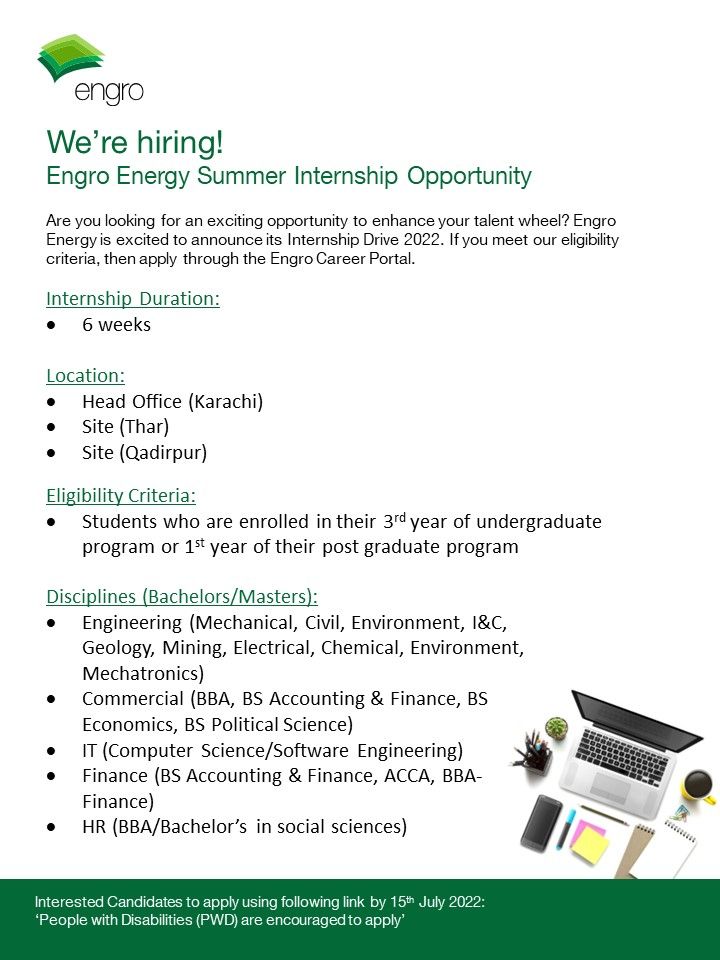 engro
We're hiring!
Engro Energy Summer Internship Opportunity
Are you looking for an exciting opportunity to enhance your talent wheel? Engro
Energy is excited to announce its Internship Drive 2022. If you meet our eligibility
criteria, then apply through the Engro Career Portal.
Internship Duration:
• 6 weeks
Location:
• Head Office (Karachi)
• Site (Thar)
• Site (Qadirpur)
Eligibility Criteria:
• Students who are enrolled in their 3rd year of undergraduate
program or 1st year of their post graduate program
Disciplines (Bachelors/Masters):
• Engineering (Mechanical, Civil, Environment, I&C,
Geology, Mining, Electrical, Chemical, Environment,
Mechatronics)
• Commercial (BBA, BS Accounting & Finance, BS
Economics, BS Political Science)
• IT (Computer Science/Software Engineering)
• Finance (BS Accounting & Finance, ACCA, BBA-
Finance)
• HR (BBA/Bachelor's in social sciences)
Interested Candidates to apply using following link by 15th July 2022:
'People with Disabilities (PWD) are encouraged to apply'